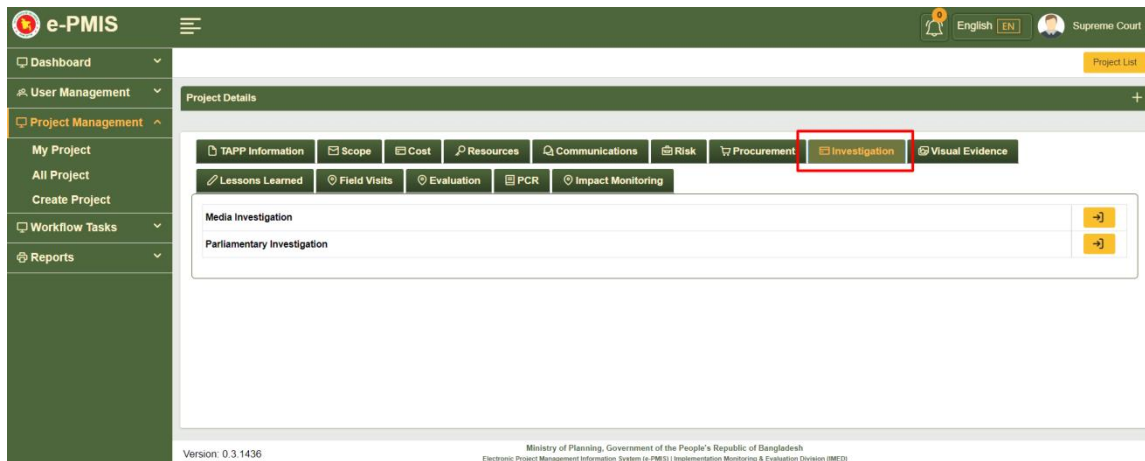 e-PMIS
0
English EN
Supreme Court
Dashboard
Project List
User Management
Project Details
Project Management
My Project
All Project
Create Project
Workflow Tasks
Reports
TAPP Information Scope Cost Resources Communications Risk Procurement Investigation Visual Evidence
Lessons Learned Field Visits Evaluation PCR Impact Monitoring
Media Investigation
Parliamentary Investigation
Version: 0.3.1436
Ministry of Planning, Government of the People's Republic of Bangladesh
Electronic Project Management Information System (e-PMIS) | Implementation Monitoring & Evaluation Division (IMED)